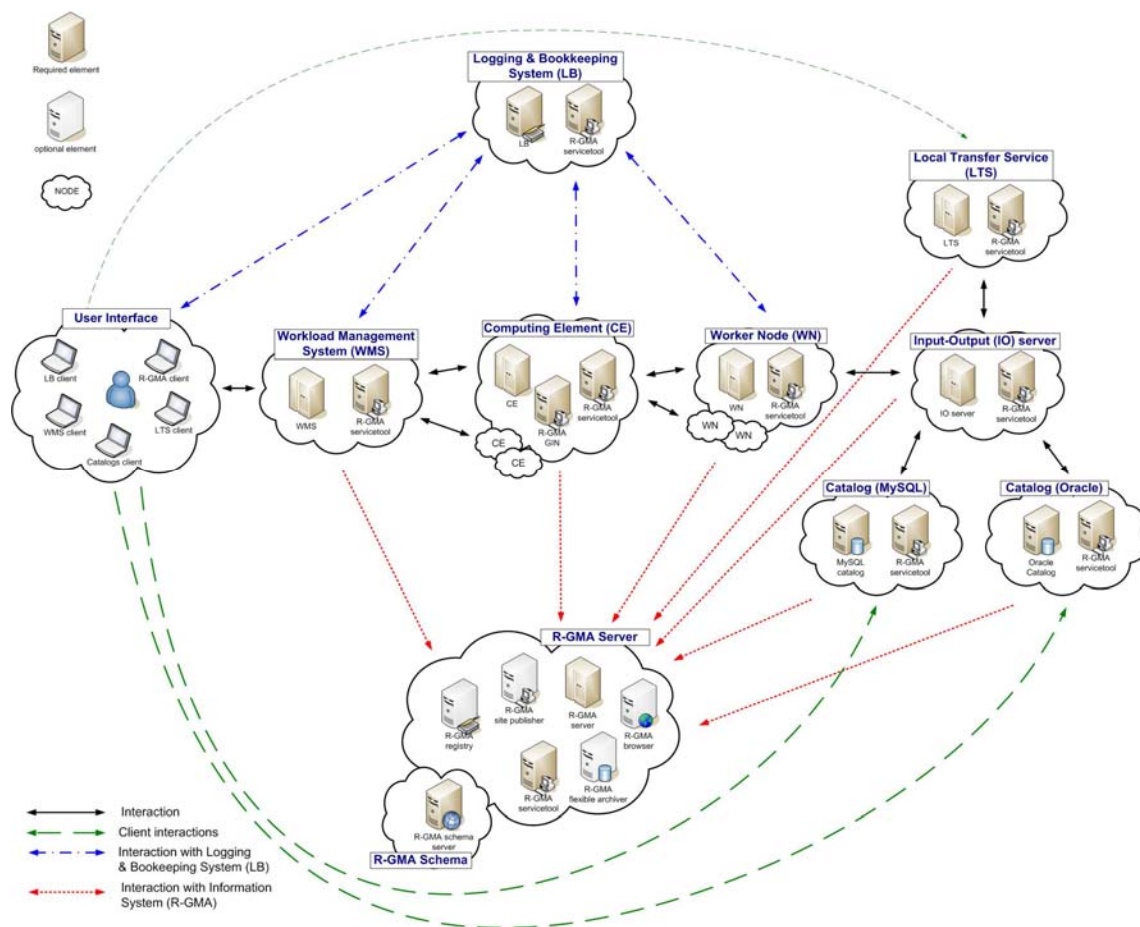 Required element
optional element
NODE
Logging & Bookkeeping
System (LB)
LB
R-GMA
servicetool
Local Transfer Service
(LTS)
LTS
R-GMA
servicetool
User Interface
LB client
R-GMA client
WMS client
LTS client
Catalogs client
Workload Management
System (WMS)
WMS
R-GMA
servicetool
Computing Element (CE)
CE
R-GMA
servicetool
R-GMA
GIN
CE
CE
Worker Node (WN)
WN
R-GMA
servicetool
WN
WN
Input-Output (IO) server
IO server
R-GMA
servicetool
Catalog (MySQL)
MySQL
catalog
R-GMA
servicetool
Catalog (Oracle)
Oracle
Catalog
R-GMA
servicetool
R-GMA Server
R-GMA
registry
R-GMA
site publisher
R-GMA
server
R-GMA
browser
R-GMA
servicetool
R-GMA
flexible archiver
R-GMA schema
server
R-GMA Schema
Interaction
Client interactions
Interaction with Logging
& Bookeeping System (LB)
Interaction with Information
System (R-GMA)